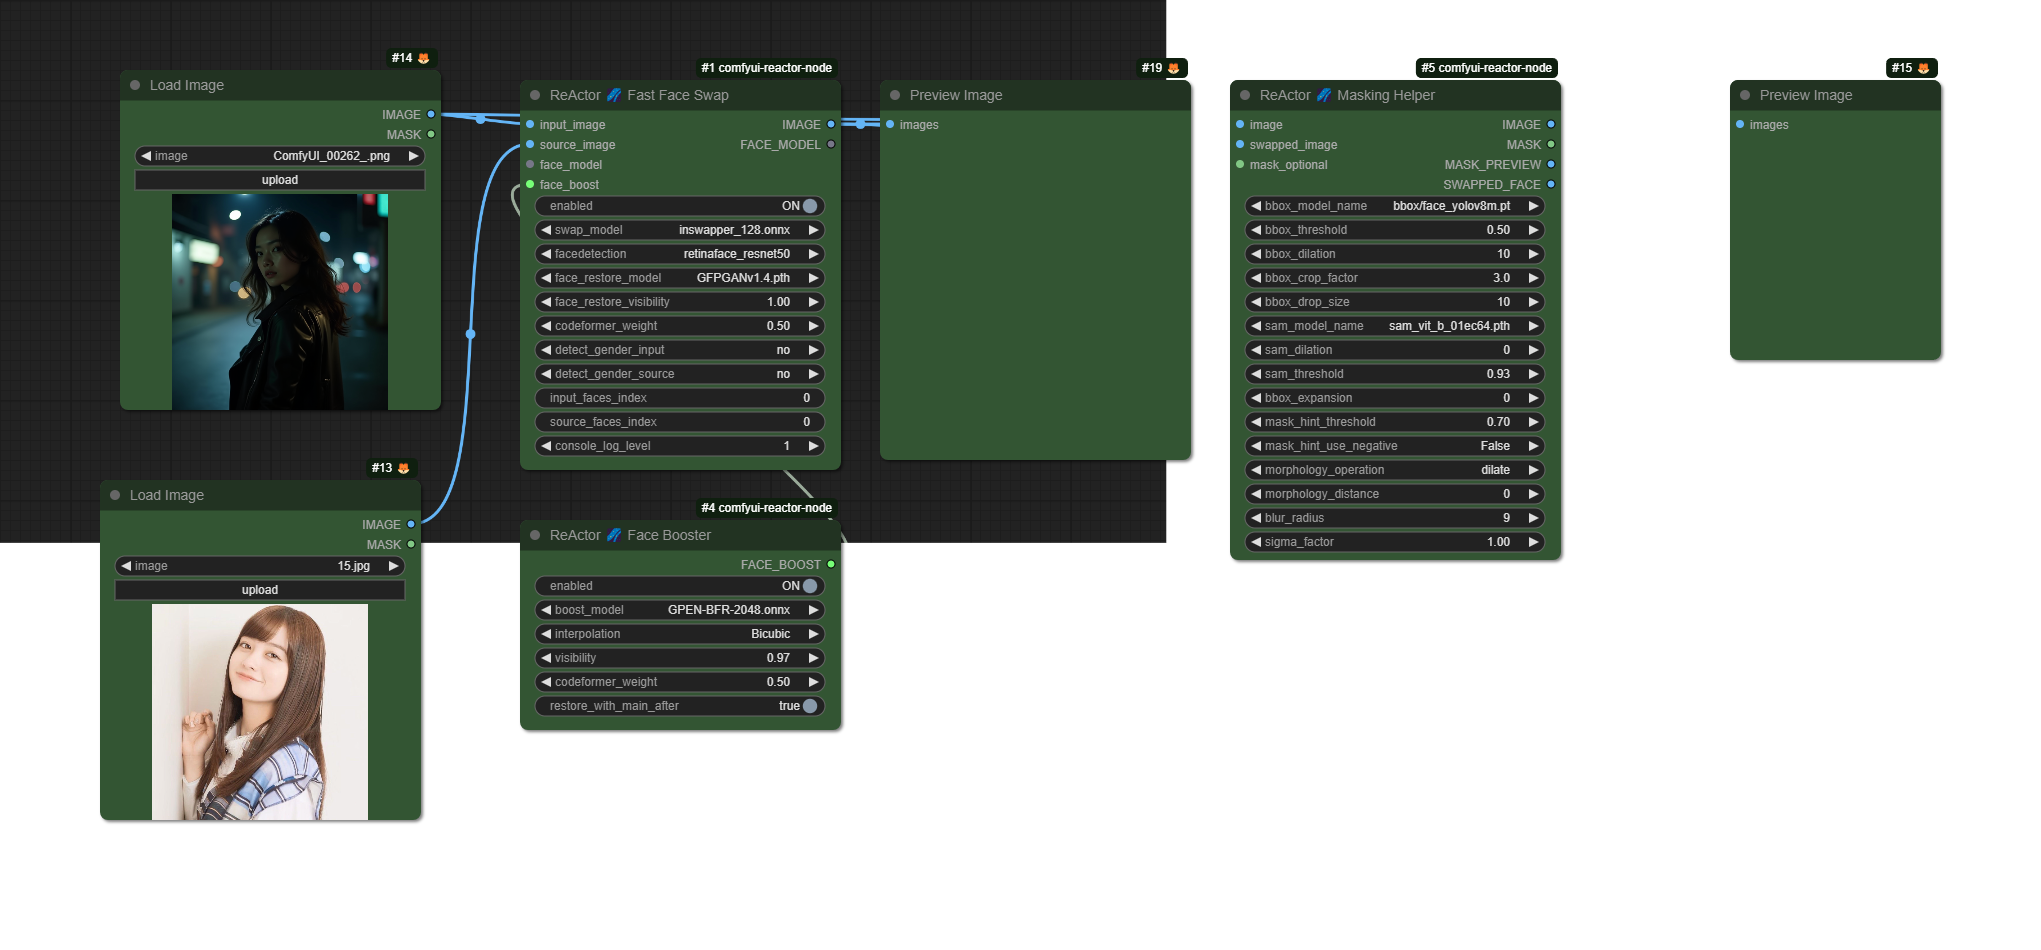 #14
Load Image
IMAGE
MASK
image ComfyUI_00262_.png
upload
#13
Load Image
IMAGE
MASK
image 15.jpg
upload
#1 comfyui-reactor-node
ReActor Fast Face Swap
input_image IMAGE
source_image FACE_MODEL
face_model
face_boost
enabled ON
swap_model inswapper_128.onnx
facedetection retinaface_resnet50
face_restore_model GFPGANv1.4.pth
face_restore_visibility 1.00
codeformer_weight 0.50
detect_gender_input no
detect_gender_source no
input_faces_index 0
source_faces_index 0
console_log_level 1
#4 comfyui-reactor-node
ReActor Face Booster
FACE_BOOST
enabled ON
boost_model GPEN-BFR-2048.onnx
interpolation Bicubic
visibility 0.97
codeformer_weight 0.50
restore_with_main_after true
#19
Preview Image
images
#5 comfyui-reactor-node
ReActor Masking Helper
image IMAGE
swapped_image MASK
mask_optional MASK_PREVIEW
SWAPPED_FACE
bbox_model_name bbox/face_yolov8m.pt
bbox_threshold 0.50
bbox_dilation 10
bbox_crop_factor 3.0
bbox_drop_size 10
sam_model_name sam_vit_b_01ec64.pth
sam_dilation 0
sam_threshold 0.93
bbox_expansion 0
mask_hint_threshold 0.70
mask_hint_use_negative False
morphology_operation dilate
morphology_distance 0
blur_radius 9
sigma_factor 1.00
#15
Preview Image
images